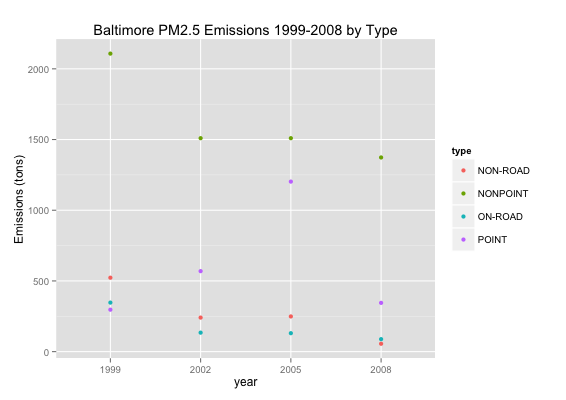 Baltimore PM2.5 Emissions 1999-2008 by Type
Emissions (tons)
2000
1500
1000
500
0
1999 2002 2005 2008
year
type
NON-ROAD
NONPOINT
ON-ROAD
POINT